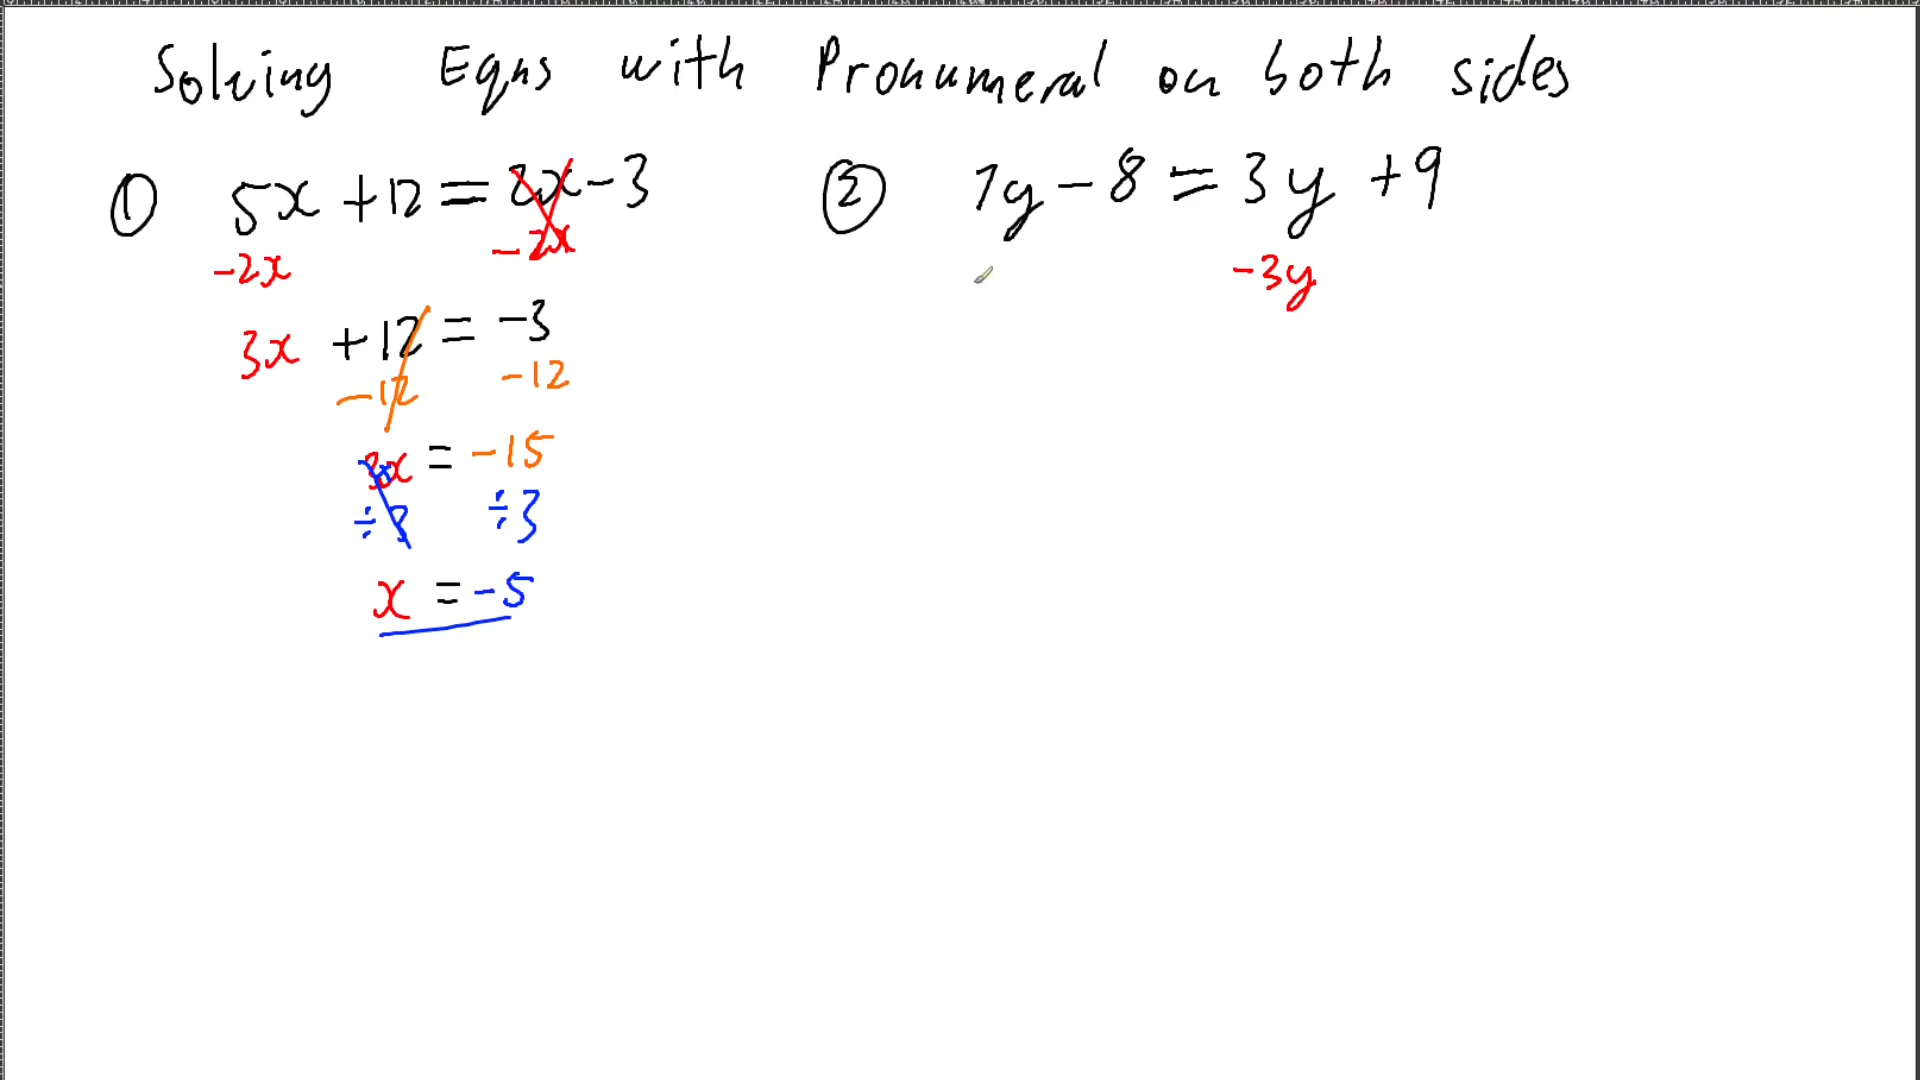 Solving Eqns with Pronumeral on both sides
① 5x + 12 = 2x - 3
-2x -2x
3x + 12 = -3
-12 -12
3x = -15
÷3 ÷3
x = -5
② 7y - 8 = 3y + 9
-3y